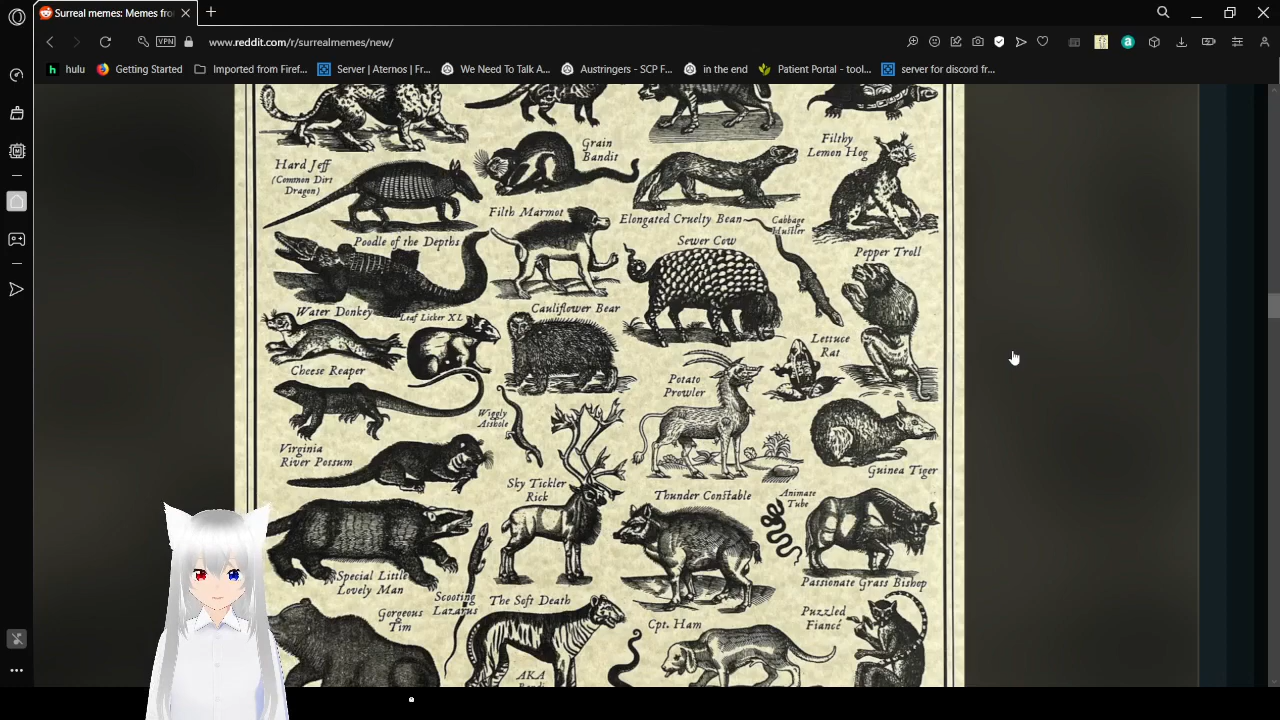 Surreal memes: Memes fro
VPN
www.reddit.com/r/surrealmemes/new/
hulu
Getting Started
Imported from Firef...
Server | Aternos | Fr...
We Need To Talk A...
Austringers - SCP F...
in the end
Patient Portal - tool...
server for discord fr...
Hard Jeff
(Common Dirt
Dragon)
Grain
Bandit
Filthy
Lemon Hog
Filth Marmot
Elongated Cruelty Bean
Cabbage
Hustler
Poodle of the Depths
Sewer Cow
Pepper Troll
Water Donkey
Leaf Licker XL
Cauliflower Bear
Lettuce
Rat
Cheese Reaper
Potato
Prowler
Wiggly
Asshole
Virginia
River Possum
Guinea Tiger
Sky Tickler
Rick
Thunder Constable
Animate
Tube
Special Little
Lovely Man
Passionate Grass Bishop
Scooting
Lazarus
The Soft Death
Gorgeous
Tim
Cpt. Ham
Puzzled
Fiancé
AKA